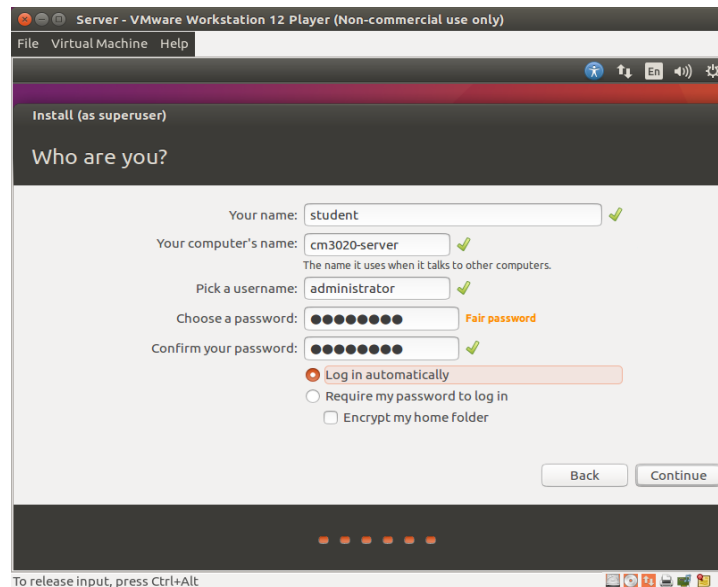 Server - VMware Workstation 12 Player (Non-commercial use only)
File Virtual Machine Help
En
Install (as superuser)
Who are you?
Your name: student
Your computer's name: cm3020-server
The name it uses when it talks to other computers.
Pick a username: administrator
Choose a password: ●●●●●●●● Fair password
Confirm your password: ●●●●●●●●
Log in automatically
Require my password to log in
Encrypt my home folder
Back Continue
To release input, press Ctrl+Alt